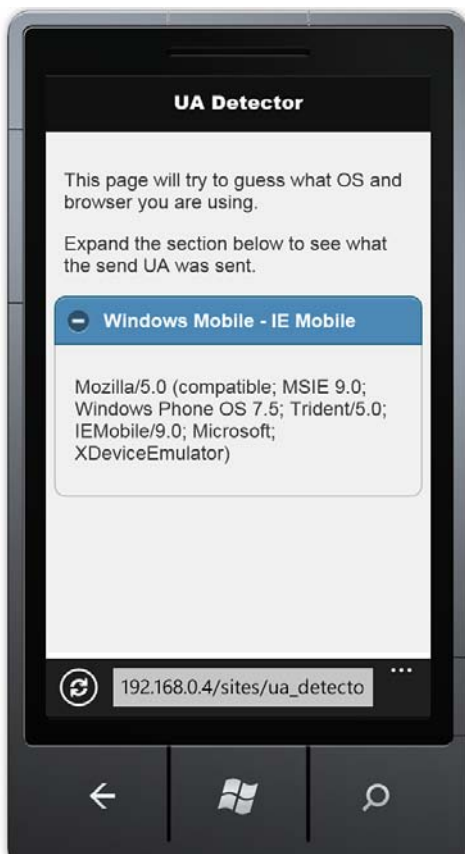 UA Detector
This page will try to guess what OS and
browser you are using.
Expand the section below to see what
the send UA was sent.
Windows Mobile - IE Mobile
Mozilla/5.0 (compatible; MSIE 9.0;
Windows Phone OS 7.5; Trident/5.0;
IEMobile/9.0; Microsoft;
XDeviceEmulator)
192.168.0.4/sites/ua_detecto